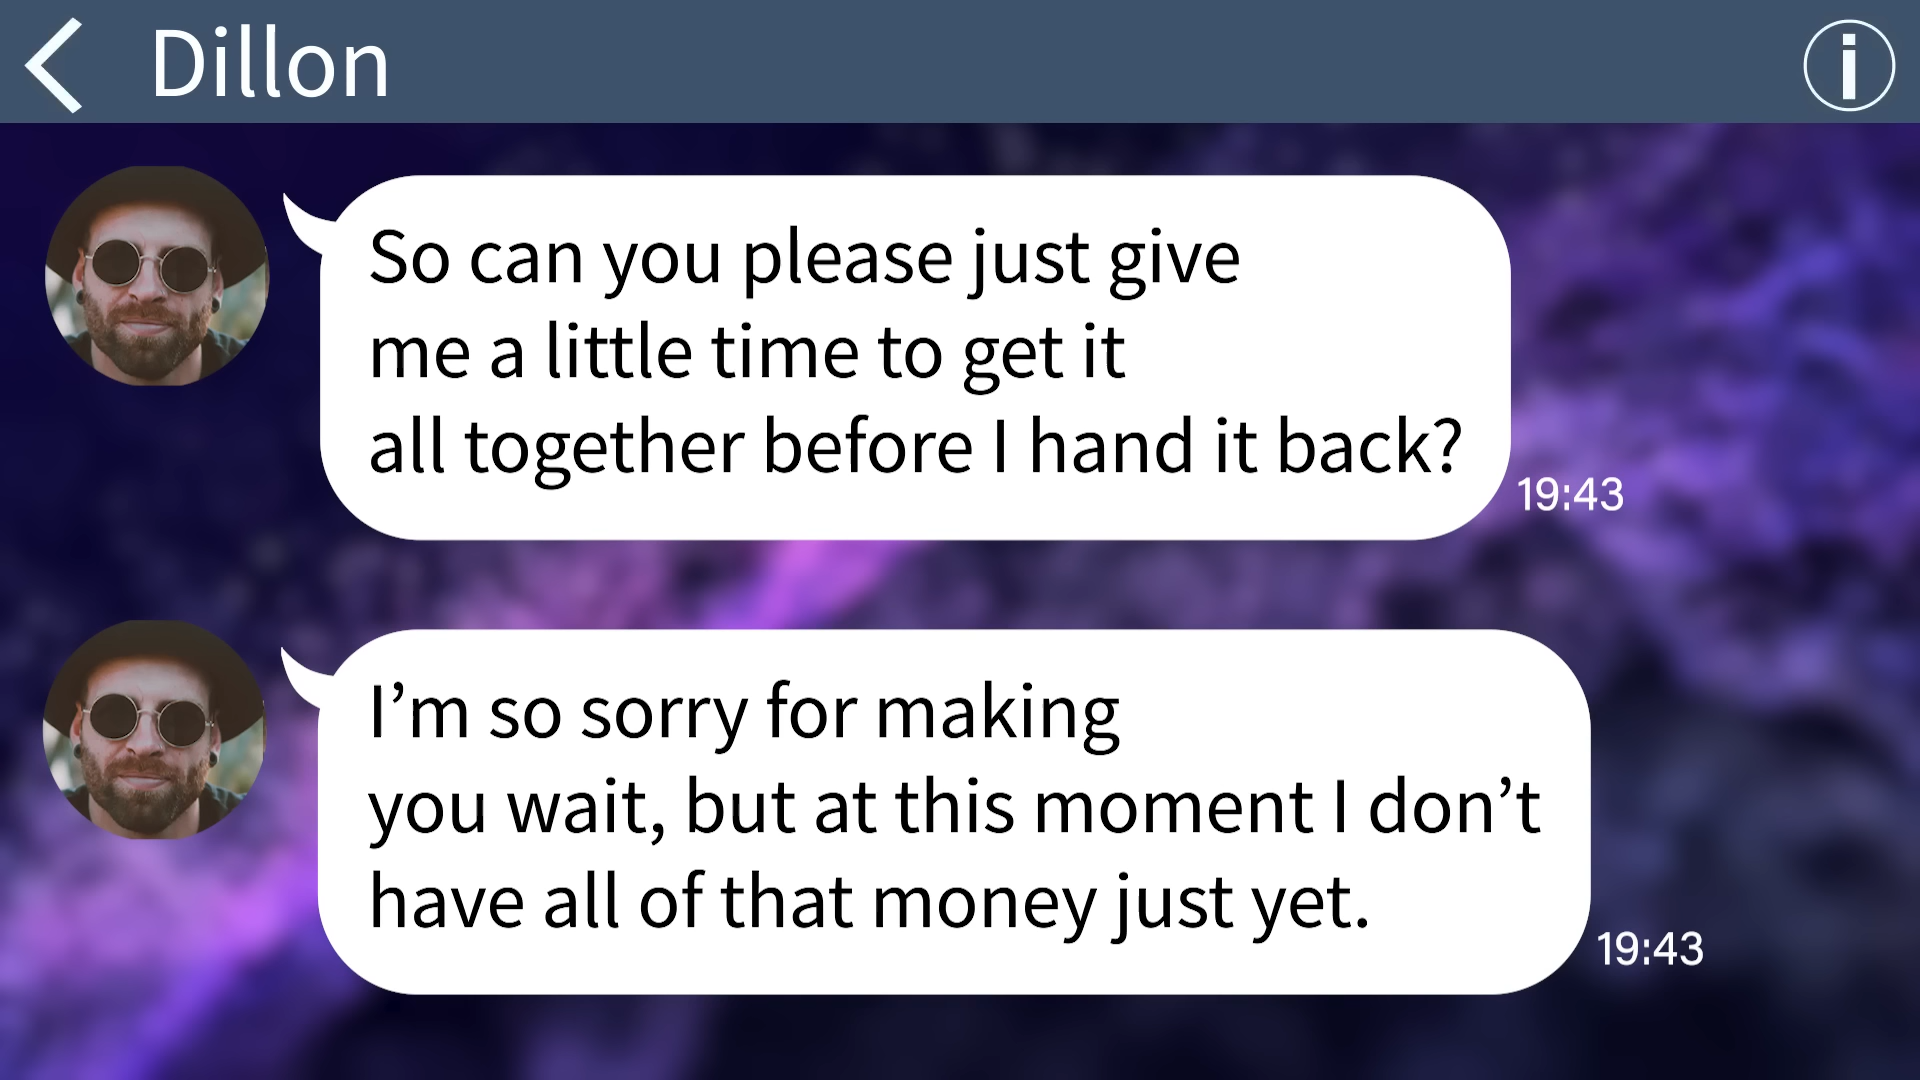 Dillon
So can you please just give
me a little time to get it
all together before I hand it back?
19:43
I’m so sorry for making
you wait, but at this moment I don’t
have all of that money just yet.
19:43